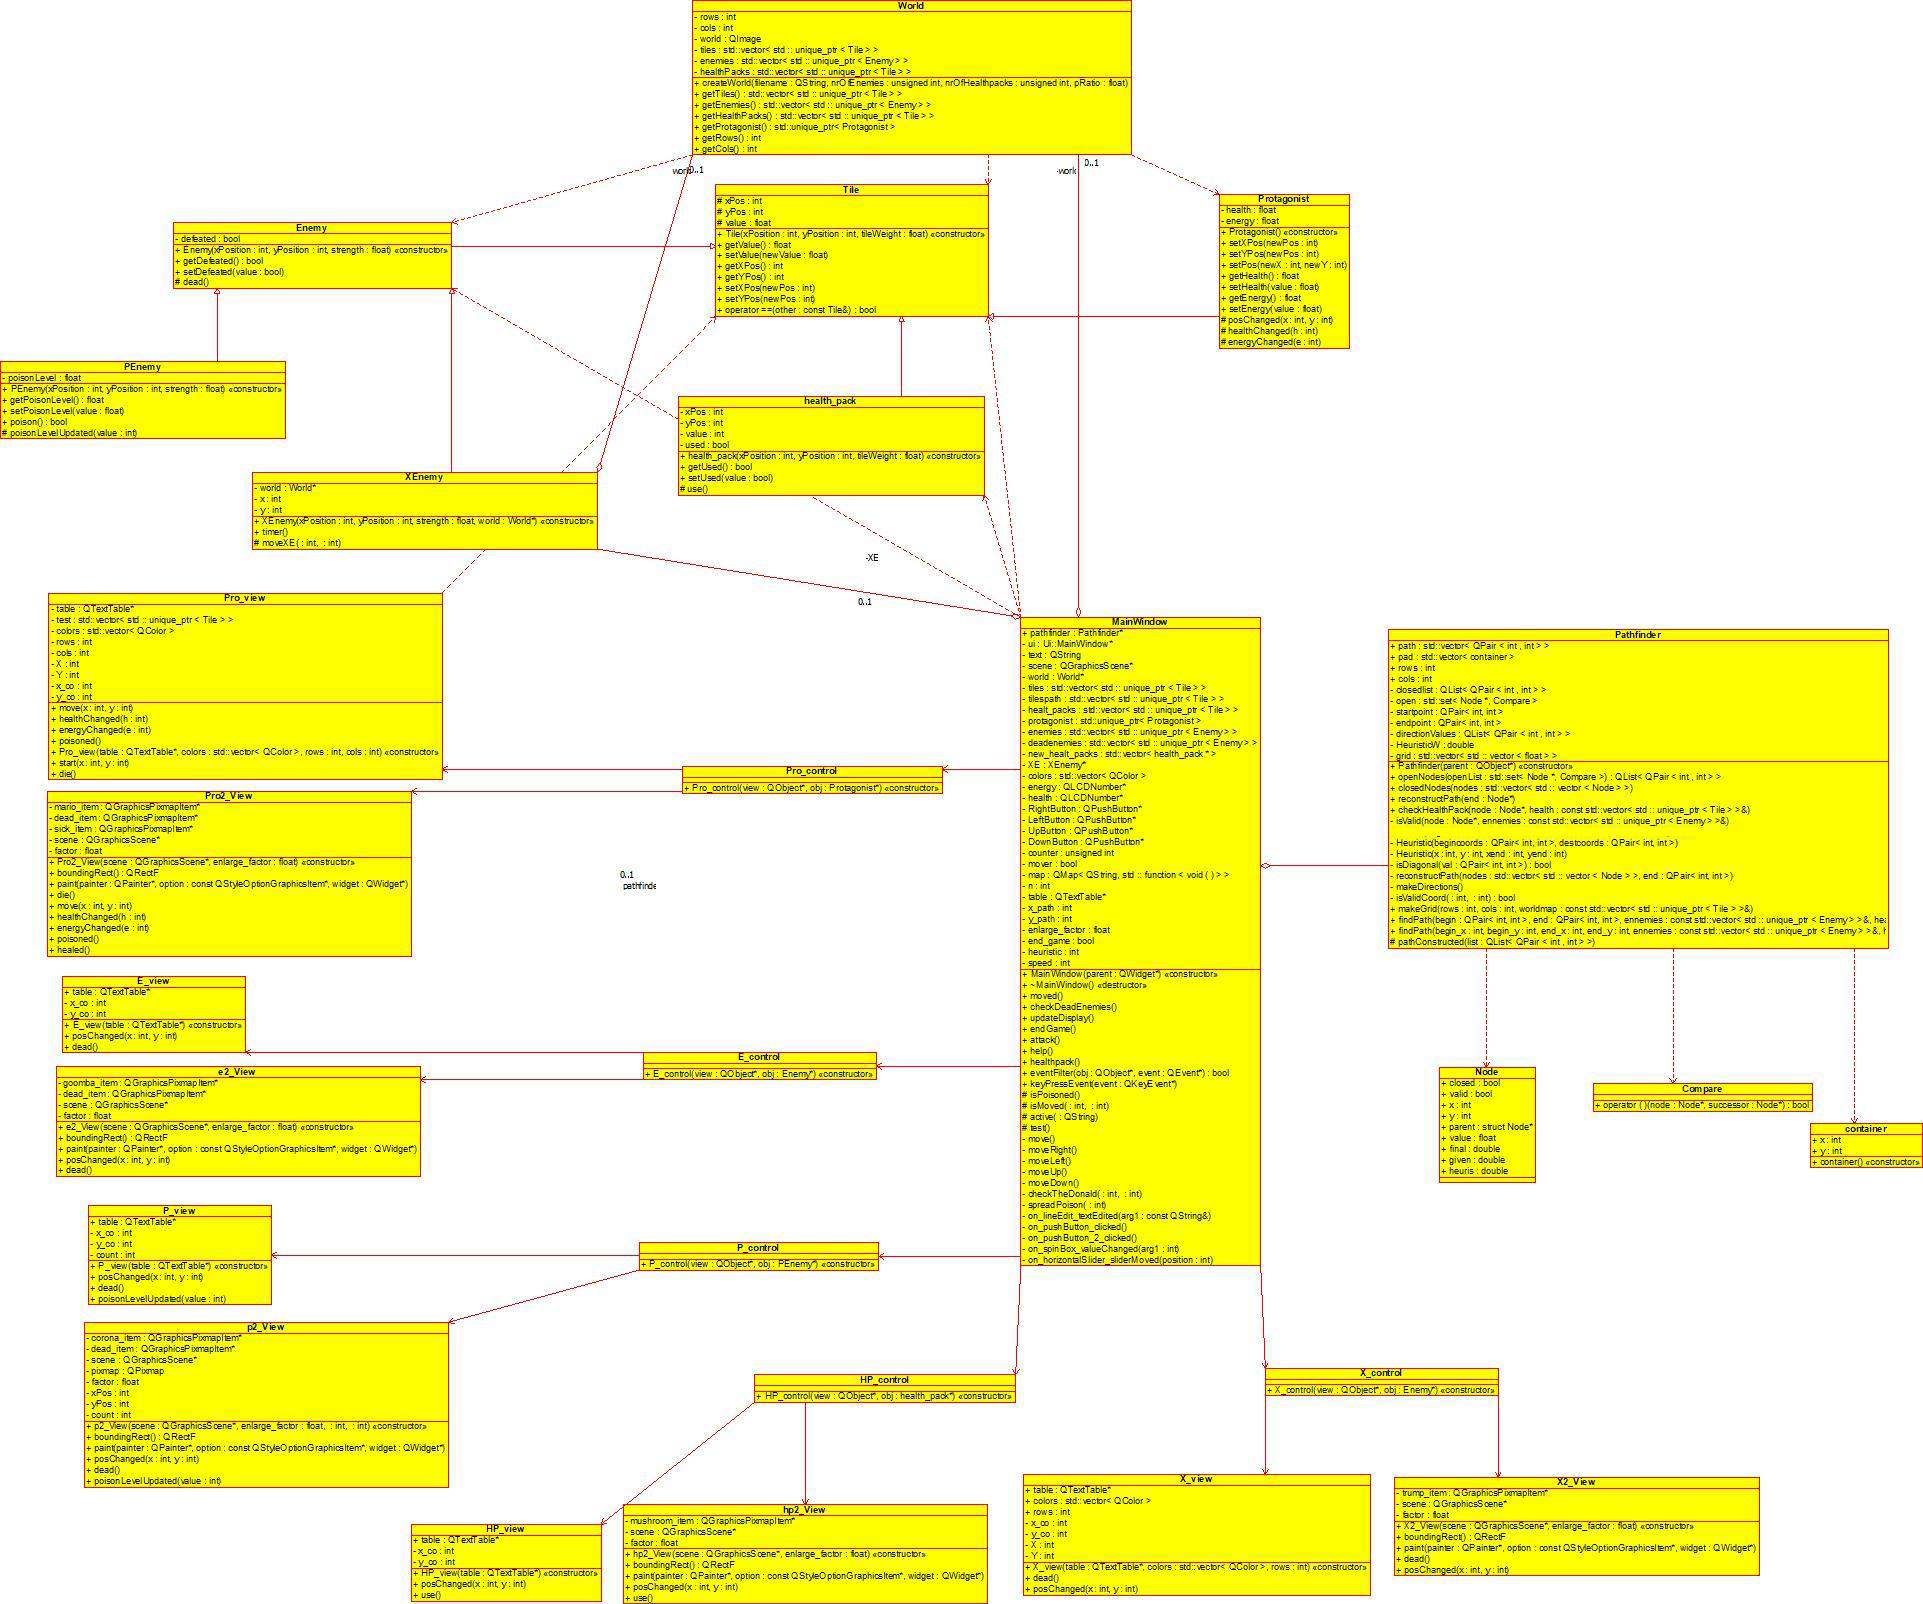 World
- rows : int
- cols : int
- world : QImage
- tiles : std::vector< std :: unique_ptr < Tile > >
- enemies : std::vector< std :: unique_ptr < Enemy > >
- healthPacks : std::vector< std :: unique_ptr < Tile > >
+ createWorld(filename : QString, nrOfEnemies : unsigned int, nrOfHealthpacks : unsigned int, pRatio : float)
+ getTiles() : std::vector< std :: unique_ptr < Tile > >
+ getEnemies() : std::vector< std :: unique_ptr < Enemy > >
+ getHealthPacks() : std::vector< std :: unique_ptr < Tile > >
+ getProtagonist() : std::unique_ptr< Protagonist >
+ getRows() : int
+ getCols() : int
-world
0..1
-world
0..1
Tile
# xPos : int
# yPos : int
# value : float
+ Tile(xPosition : int, yPosition : int, tileWeight : float) «constructor»
+ getValue() : float
+ setValue(newValue : float)
+ getXPos() : int
+ getYPos() : int
+ setXPos(newPos : int)
+ setYPos(newPos : int)
+ operator ==(other : const Tile&) : bool
Protagonist
- health : float
- energy : float
+ Protagonist() «constructor»
+ setXPos(newPos : int)
+ setYPos(newPos : int)
+ setPos(newX : int, newY : int)
+ getHealth() : float
+ setHealth(value : float)
+ getEnergy() : float
+ setEnergy(value : float)
# posChanged(x : int, y : int)
# healthChanged(h : int)
# energyChanged(e : int)
Enemy
- defeated : bool
+ Enemy(xPosition : int, yPosition : int, strength : float) «constructor»
+ getDefeated() : bool
+ setDefeated(value : bool)
# dead()
PEnemy
- poisonLevel : float
+ PEnemy(xPosition : int, yPosition : int, strength : float) «constructor»
+ getPoisonLevel() : float
+ setPoisonLevel(value : float)
+ poison() : bool
# poisonLevelUpdated(value : int)
health_pack
- xPos : int
- yPos : int
- value : int
- used : bool
+ health_pack(xPosition : int, yPosition : int, tileWeight : float) «constructor»
+ getUsed() : bool
+ setUsed(value : bool)
# use()
XEnemy
- world : World*
- x : int
- y : int
+ XEnemy(xPosition : int, yPosition : int, strength : float, world : World*) «constructor»
+ timer()
# moveXE( : int, : int)
-XE
0..1
Pro_view
- table : QTextTable*
- test : std::vector< std :: unique_ptr < Tile > >
- colors : std::vector< QColor >
- rows : int
- cols : int
- X : int
- Y : int
- x_co : int
- y_co : int
+ move(x : int, y : int)
+ healthChanged(h : int)
+ energyChanged(e : int)
+ poisoned()
+ Pro_view(table : QTextTable*, colors : std::vector< QColor >, rows : int, cols : int) «constructor»
+ start(x : int, y : int)
+ die()
MainWindow
+ pathfinder : Pathfinder*
- ui : Ui::MainWindow*
- text : QString
- scene : QGraphicsScene*
- world : World*
- tiles : std::vector< std :: unique_ptr < Tile > >
- tilespath : std::vector< std :: unique_ptr < Tile > >
- healt_packs : std::vector< std :: unique_ptr < Tile > >
- protagonist : std::unique_ptr< Protagonist >
- enemies : std::vector< std :: unique_ptr < Enemy > >
- deadenemies : std::vector< std :: unique_ptr < Enemy > >
- new_healt_packs : std::vector< health_pack * >
- XE : XEnemy*
- colors : std::vector< QColor >
- energy : QLCDNumber*
- health : QLCDNumber*
- RightButton : QPushButton*
- LeftButton : QPushButton*
- UpButton : QPushButton*
- DownButton : QPushButton*
- counter : unsigned int
- mover : bool
- map : QMap< QString, std :: function < void ( ) > >
- n : int
- table : QTextTable*
- x_path : int
- y_path : int
- enlarge_factor : float
- end_game : bool
- heuristic : int
- speed : int
+ MainWindow(parent : QWidget*) «constructor»
+ ~MainWindow() «destructor»
+ moved()
+ checkDeadEnemies()
+ updateDisplay()
+ endGame()
+ attack()
+ help()
+ healthpack()
+ eventFilter(obj : QObject*, event : QEvent*) : bool
+ keyPressEvent(event : QKeyEvent*)
# isPoisoned()
# isMoved( : int, : int)
# active( : QString)
# test()
- move()
- moveRight()
- moveLeft()
- moveUp()
- moveDown()
- checkTheDonald( : int, : int)
- spreadPoison( : int)
- on_lineEdit_textEdited(arg1 : const QString&)
- on_pushButton_clicked()
- on_pushButton_2_clicked()
- on_spinBox_valueChanged(arg1 : int)
- on_horizontalSlider_sliderMoved(position : int)
Pathfinder
+ path : std::vector< QPair < int , int > >
+ pad : std::vector< container >
+ rows : int
+ cols : int
- closedlist : QList< QPair < int , int > >
- open : std::set< Node *, Compare >
- startpoint : QPair< int, int >
- endpoint : QPair< int, int >
- directionValues : QList< QPair < int , int > >
- HeuristicW : double
- grid : std::vector< std :: vector < float > >
+ Pathfinder(parent : QObject*) «constructor»
+ openNodes(openList : std::set< Node *, Compare >) : QList< QPair < int , int > >
+ closedNodes(nodes : std::vector< std :: vector < Node > >)
+ reconstructPath(end : Node*)
+ checkHealthPack(node : Node*, health : const std::vector< std :: unique_ptr < Tile > >&)
- isValid(node : Node*, ennemies : const std::vector< std :: unique_ptr < Enemy > >&)
- Heuristic(begincoords : QPair< int, int >, destcoords : QPair< int, int >)
- Heuristic(x : int, y : int, xend : int, yend : int)
- isDiagonal(val : QPair< int, int >) : bool
- reconstructPath(nodes : std::vector< std :: vector < Node > >, end : QPair< int, int >)
- makeDirections()
- isValidCoord( : int, : int) : bool
+ makeGrid(rows : int, cols : int, worldmap : const std::vector< std :: unique_ptr < Tile > >&)
+ findPath(begin : QPair< int, int >, end : QPair< int, int >, ennemies : const std::vector< std :: unique_ptr < Enemy > >&, hea
+ findPath(begin_x : int, begin_y : int, end_x : int, end_y : int, ennemies : const std::vector< std :: unique_ptr < Enemy > >&, h
# pathConstructed(list : QList< QPair < int , int > >)
Pro_control
+ Pro_control(view : QObject*, obj : Protagonist*) «constructor»
Pro2_View
- mario_item : QGraphicsPixmapItem*
- dead_item : QGraphicsPixmapItem*
- sick_item : QGraphicsPixmapItem*
- scene : QGraphicsScene*
- factor : float
+ Pro2_View(scene : QGraphicsScene*, enlarge_factor : float) «constructor»
+ boundingRect() : QRectF
+ paint(painter : QPainter*, option : const QStyleOptionGraphicsItem*, widget : QWidget*)
+ die()
+ move(x : int, y : int)
+ healthChanged(h : int)
+ energyChanged(e : int)
+ poisoned()
+ healed()
0..1
pathfinde
E_view
+ table : QTextTable*
- x_co : int
- y_co : int
+ E_view(table : QTextTable*) «constructor»
+ posChanged(x : int, y : int)
+ dead()
E_control
+ E_control(view : QObject*, obj : Enemy*) «constructor»
e2_View
- goomba_item : QGraphicsPixmapItem*
- dead_item : QGraphicsPixmapItem*
- scene : QGraphicsScene*
- factor : float
+ e2_View(scene : QGraphicsScene*, enlarge_factor : float) «constructor»
+ boundingRect() : QRectF
+ paint(painter : QPainter*, option : const QStyleOptionGraphicsItem*, widget : QWidget*)
+ posChanged(x : int, y : int)
+ dead()
Node
+ closed : bool
+ valid : bool
+ x : int
+ y : int
+ parent : struct Node*
+ value : float
+ final : double
+ given : double
+ heuris : double
Compare
+ operator ( )(node : Node*, successor : Node*) : bool
container
+ x : int
+ y : int
+ container() «constructor»
P_view
+ table : QTextTable*
- x_co : int
- y_co : int
- count : int
+ P_view(table : QTextTable*) «constructor»
+ posChanged(x : int, y : int)
+ dead()
+ poisonLevelUpdated(value : int)
P_control
+ P_control(view : QObject*, obj : PEnemy*) «constructor»
p2_View
- corona_item : QGraphicsPixmapItem*
- dead_item : QGraphicsPixmapItem*
- scene : QGraphicsScene*
- pixmap : QPixmap
- factor : float
- xPos : int
- yPos : int
- count : int
+ p2_View(scene : QGraphicsScene*, enlarge_factor : float, : int, : int) «constructor»
+ boundingRect() : QRectF
+ paint(painter : QPainter*, option : const QStyleOptionGraphicsItem*, widget : QWidget*)
+ posChanged(x : int, y : int)
+ dead()
+ poisonLevelUpdated(value : int)
HP_control
+ HP_control(view : QObject*, obj : health_pack*) «constructor»
X_control
+ X_control(view : QObject*, obj : Enemy*) «constructor»
HP_view
+ table : QTextTable*
- x_co : int
- y_co : int
+ HP_view(table : QTextTable*) «constructor»
+ posChanged(x : int, y : int)
+ use()
hp2_View
- mushroom_item : QGraphicsPixmapItem*
- scene : QGraphicsScene*
- factor : float
+ hp2_View(scene : QGraphicsScene*, enlarge_factor : float) «constructor»
+ boundingRect() : QRectF
+ paint(painter : QPainter*, option : const QStyleOptionGraphicsItem*, widget : QWidget*)
+ posChanged(x : int, y : int)
+ use()
X_view
+ table : QTextTable*
+ colors : std::vector< QColor >
+ rows : int
- x_co : int
- y_co : int
- X : int
- Y : int
+ X_view(table : QTextTable*, colors : std::vector< QColor >, rows : int) «constructor»
+ dead()
+ posChanged(x : int, y : int)
X2_View
- trump_item : QGraphicsPixmapItem*
- scene : QGraphicsScene*
- factor : float
+ X2_View(scene : QGraphicsScene*, enlarge_factor : float) «constructor»
+ boundingRect() : QRectF
+ paint(painter : QPainter*, option : const QStyleOptionGraphicsItem*, widget : QWidget*)
+ dead()
+ posChanged(x : int, y : int)